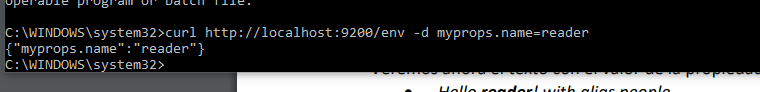 operable program or batch file.
C:\WINDOWS\system32>curl http://localhost:9200/env -d myprops.name=reader
{"myprops.name":"reader"}
C:\WINDOWS\system32>
Veremos ahora el texto con el valor de la propiedad
• Hello reader! with alias people